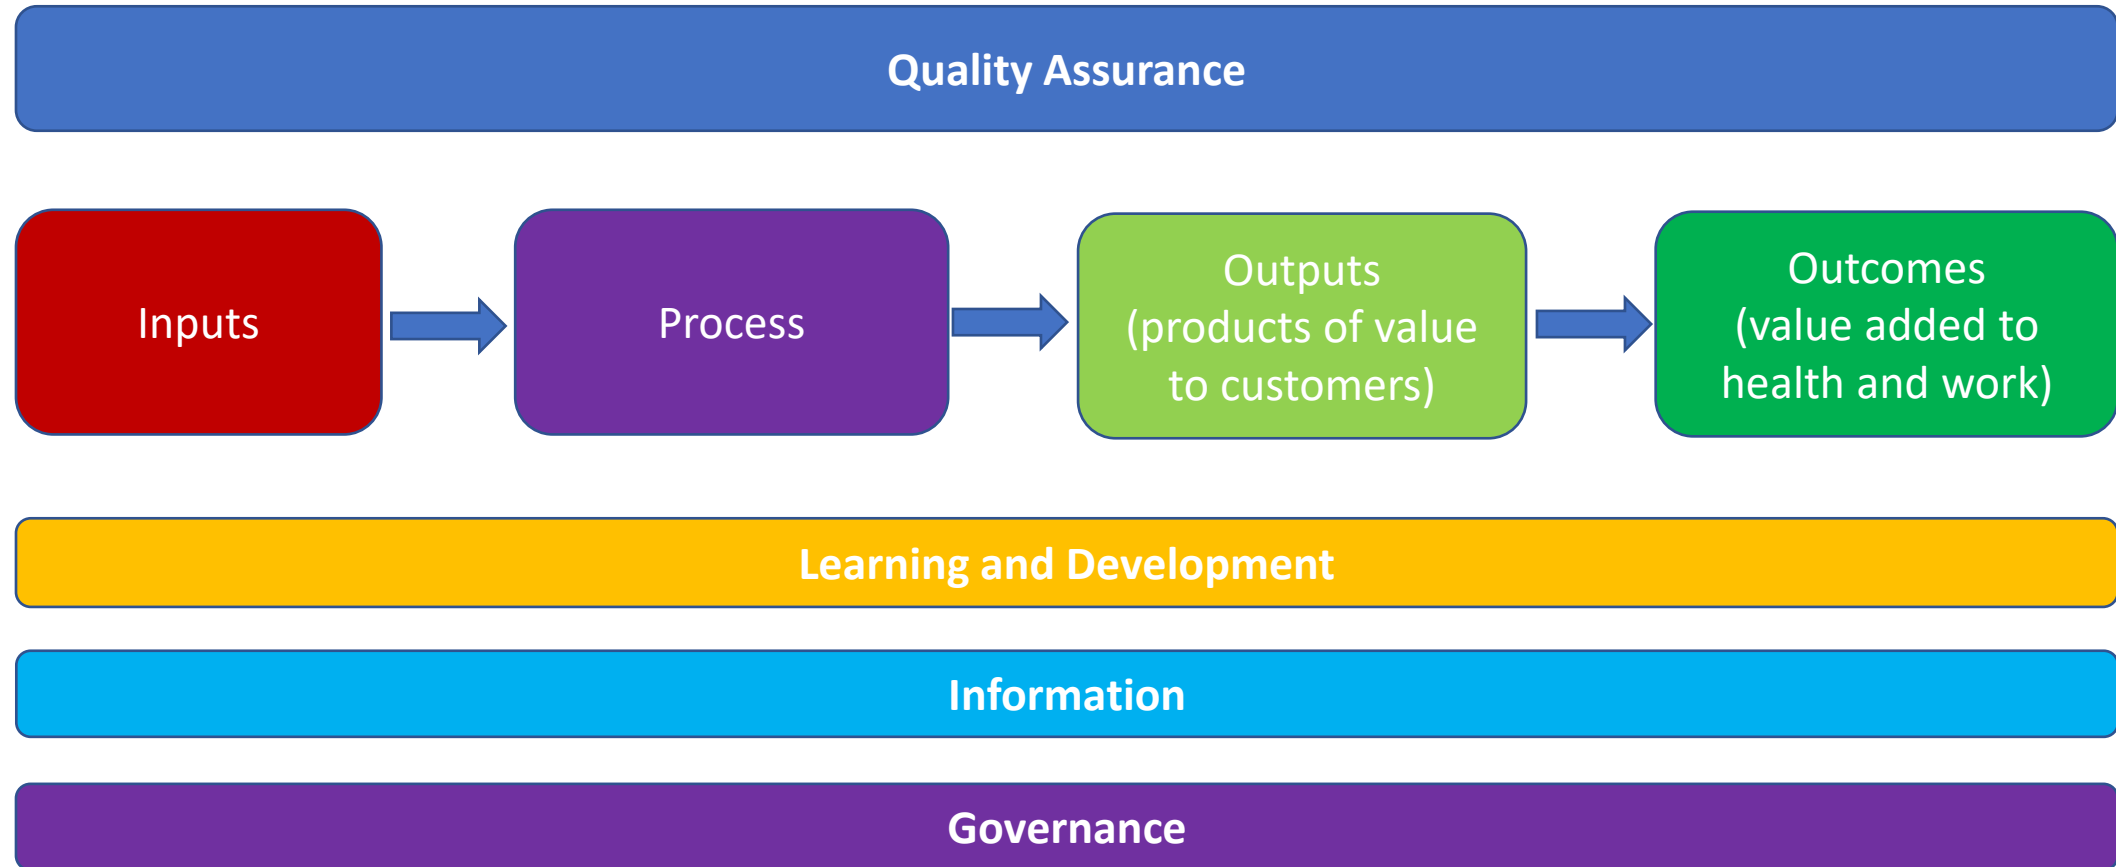 Quality Assurance
Inputs
Process
Outputs
(products of value
to customers)
Outcomes
(value added to
health and work)
Learning and Development
Information
Governance